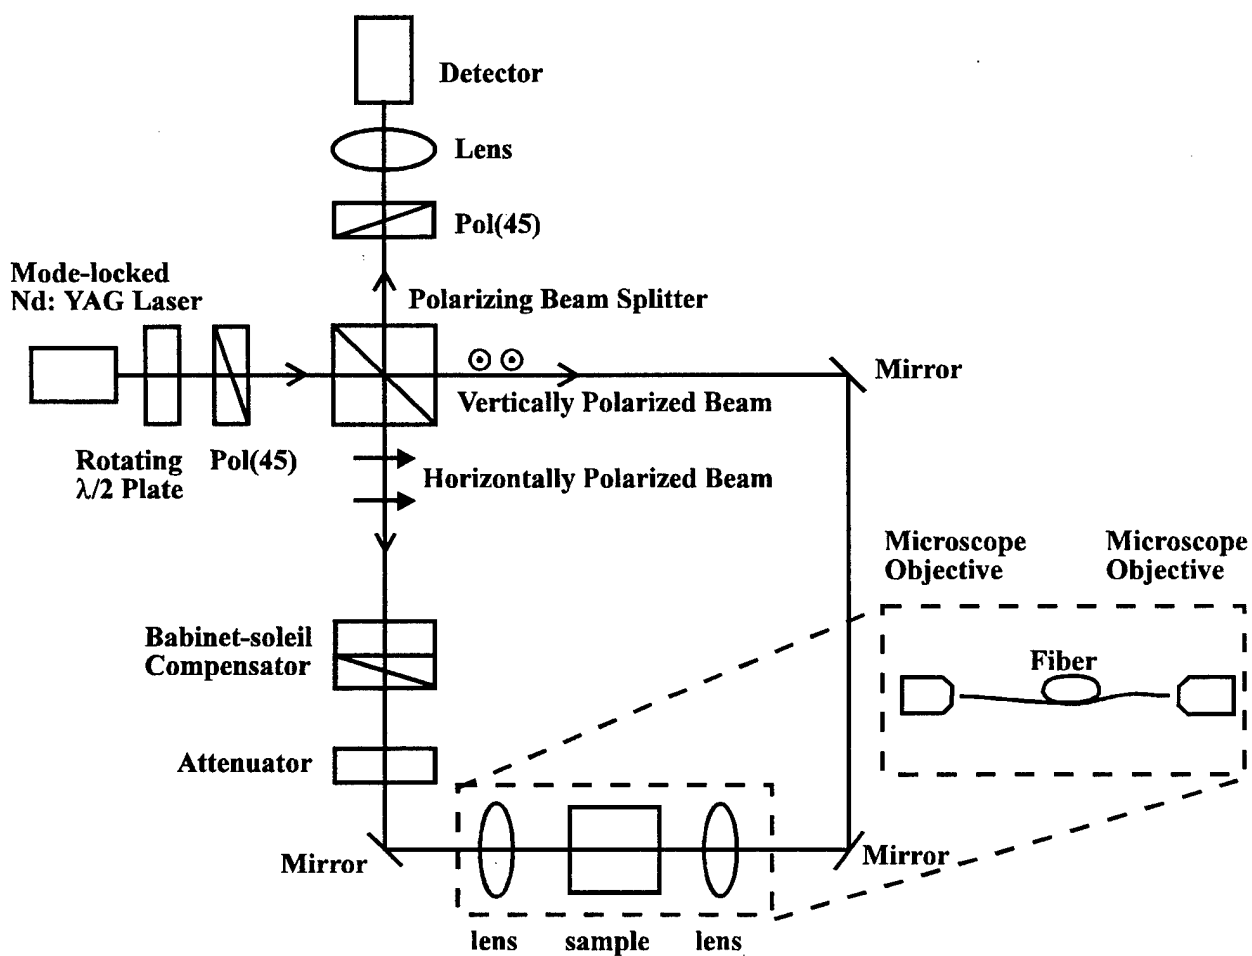 Detector
Lens
Pol(45)
Mode-locked
Nd: YAG Laser
Polarizing Beam Splitter
Mirror
Vertically Polarized Beam
Rotating
λ/2 Plate
Pol(45)
Horizontally Polarized Beam
Microscope
Objective
Microscope
Objective
Babinet-soleil
Compensator
Fiber
Attenuator
Mirror
Mirror
lens
sample
lens